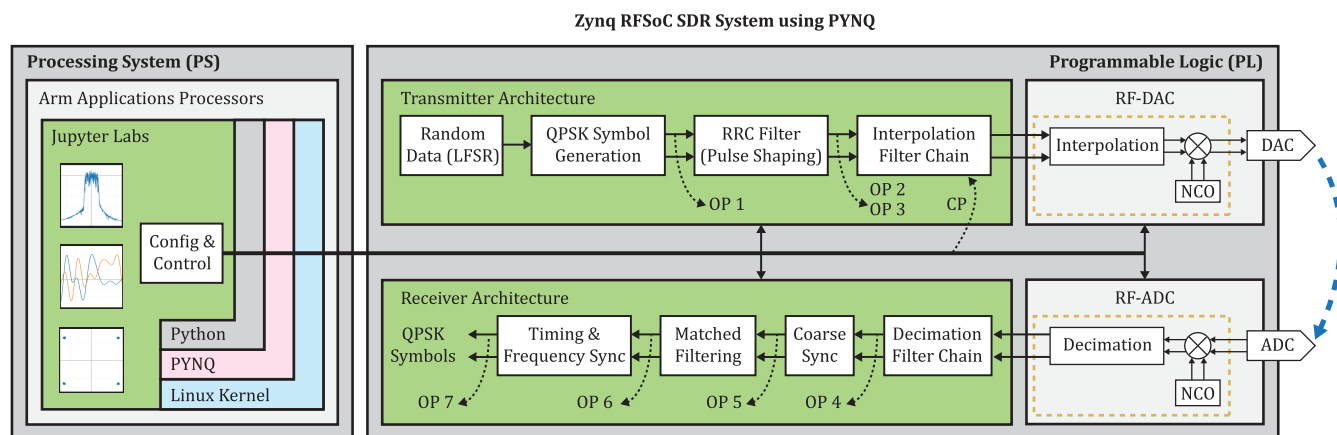 Zynq RFSoC SDR System using PYNQ
Processing System (PS)
Arm Applications Processors
Jupyter Labs
Config &
Control
Python
PYNQ
Linux Kernel
Programmable Logic (PL)
Transmitter Architecture
Random
Data (LFSR)
QPSK Symbol
Generation
RRC Filter
(Pulse Shaping)
Interpolation
Filter Chain
OP 1
OP 2
OP 3
CP
RF-DAC
Interpolation
NCO
DAC
Receiver Architecture
QPSK
Symbols
Timing &
Frequency Sync
Matched
Filtering
Coarse
Sync
Decimation
Filter Chain
OP 7
OP 6
OP 5
OP 4
RF-ADC
Decimation
NCO
ADC